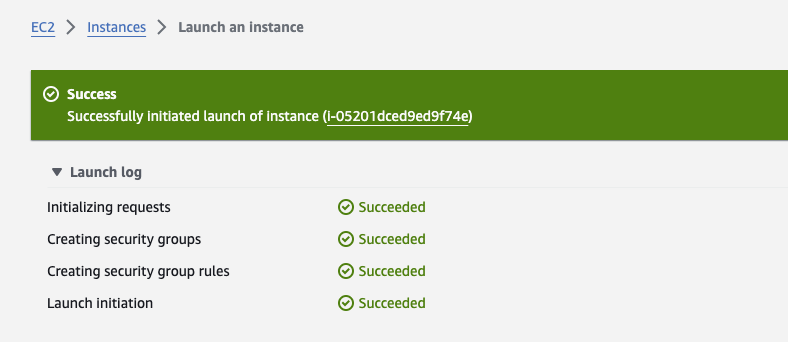 EC2 > Instances > Launch an instance
Success
Successfully initiated launch of instance (i-05201dced9ed9f74e)
Launch log
Initializing requests Succeeded
Creating security groups Succeeded
Creating security group rules Succeeded
Launch initiation Succeeded